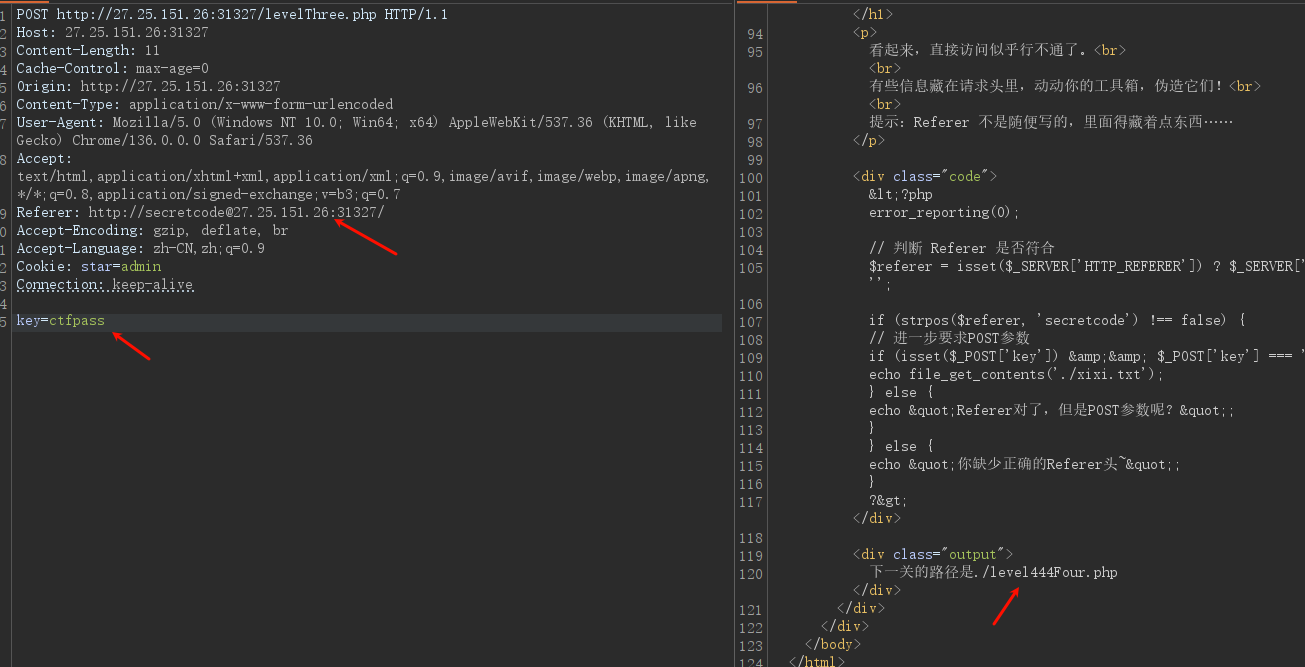 1 POST http://27.25.151.26:31327/levelThree.php HTTP/1.1
2 Host: 27.25.151.26:31327
3 Content-Length: 11
4 Cache-Control: max-age=0
5 Origin: http://27.25.151.26:31327
6 Content-Type: application/x-www-form-urlencoded
7 User-Agent: Mozilla/5.0 (Windows NT 10.0; Win64; x64) AppleWebKit/537.36 (KHTML, like
Gecko) Chrome/136.0.0.0 Safari/537.36
8 Accept:
text/html,application/xhtml+xml,application/xml;q=0.9,image/avif,image/webp,image/apng,
*/*;q=0.8,application/signed-exchange;v=b3;q=0.7
9 Referer: http://secretcode@27.25.151.26:31327/
0 Accept-Encoding: gzip, deflate, br
1 Accept-Language: zh-CN,zh;q=0.9
2 Cookie: star=admin
3 Connection: keep-alive
4
5 key=ctfpass
</h1>
94 <p>
95 看起来，直接访问似乎行不通了。<br>
<br>
96 有些信息藏在请求头里，动动你的工具箱，伪造它们！<br>
<br>
97 提示：Referer 不是随便写的，里面得藏着点东西……
98 </p>
99
100 <div class="code">
101 &lt;?php
102 error_reporting(0);
103
104 // 判断 Referer 是否符合
105 $referer = isset($_SERVER['HTTP_REFERER']) ? $_SERVER['
'';
106
107 if (strpos($referer, 'secretcode') !== false) {
108 // 进一步要求POST参数
109 if (isset($_POST['key']) &amp;&amp; $_POST['key'] === '
110 echo file_get_contents('./xixi.txt');
111 } else {
112 echo &quot;Referer对了，但是POST参数呢？&quot;;
113 }
114 } else {
115 echo &quot;你缺少正确的Referer头~&quot;;
116 }
117 ?&gt;
</div>
118
119 <div class="output">
120 下一关的路径是./level444Four.php
</div>
121 </div>
122 </div>
123 </body>
124 </html>